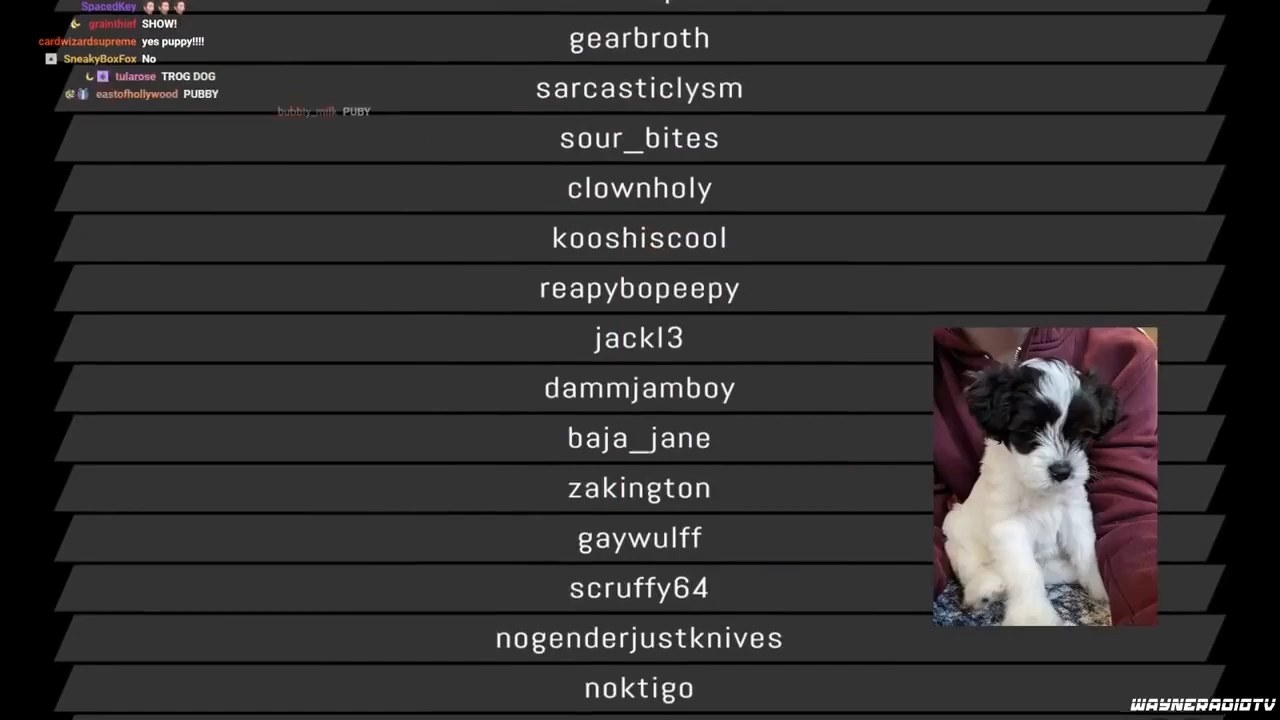 SpacedKey
grainthief SHOW!
cardwizardsupreme yes puppy!!!!
SneakyBoxFox No
tularose TROG DOG
eastofhollywood PUBBY
bubbly_milk PUBY
gearbroth
sarcasticlysm
sour_bites
clownholy
kooshiscool
reapybopeepy
jackl3
dammjamboy
baja_jane
zakington
gaywulff
scruffy64
nogenderjustknives
noktigo
WAYNERADIOTV